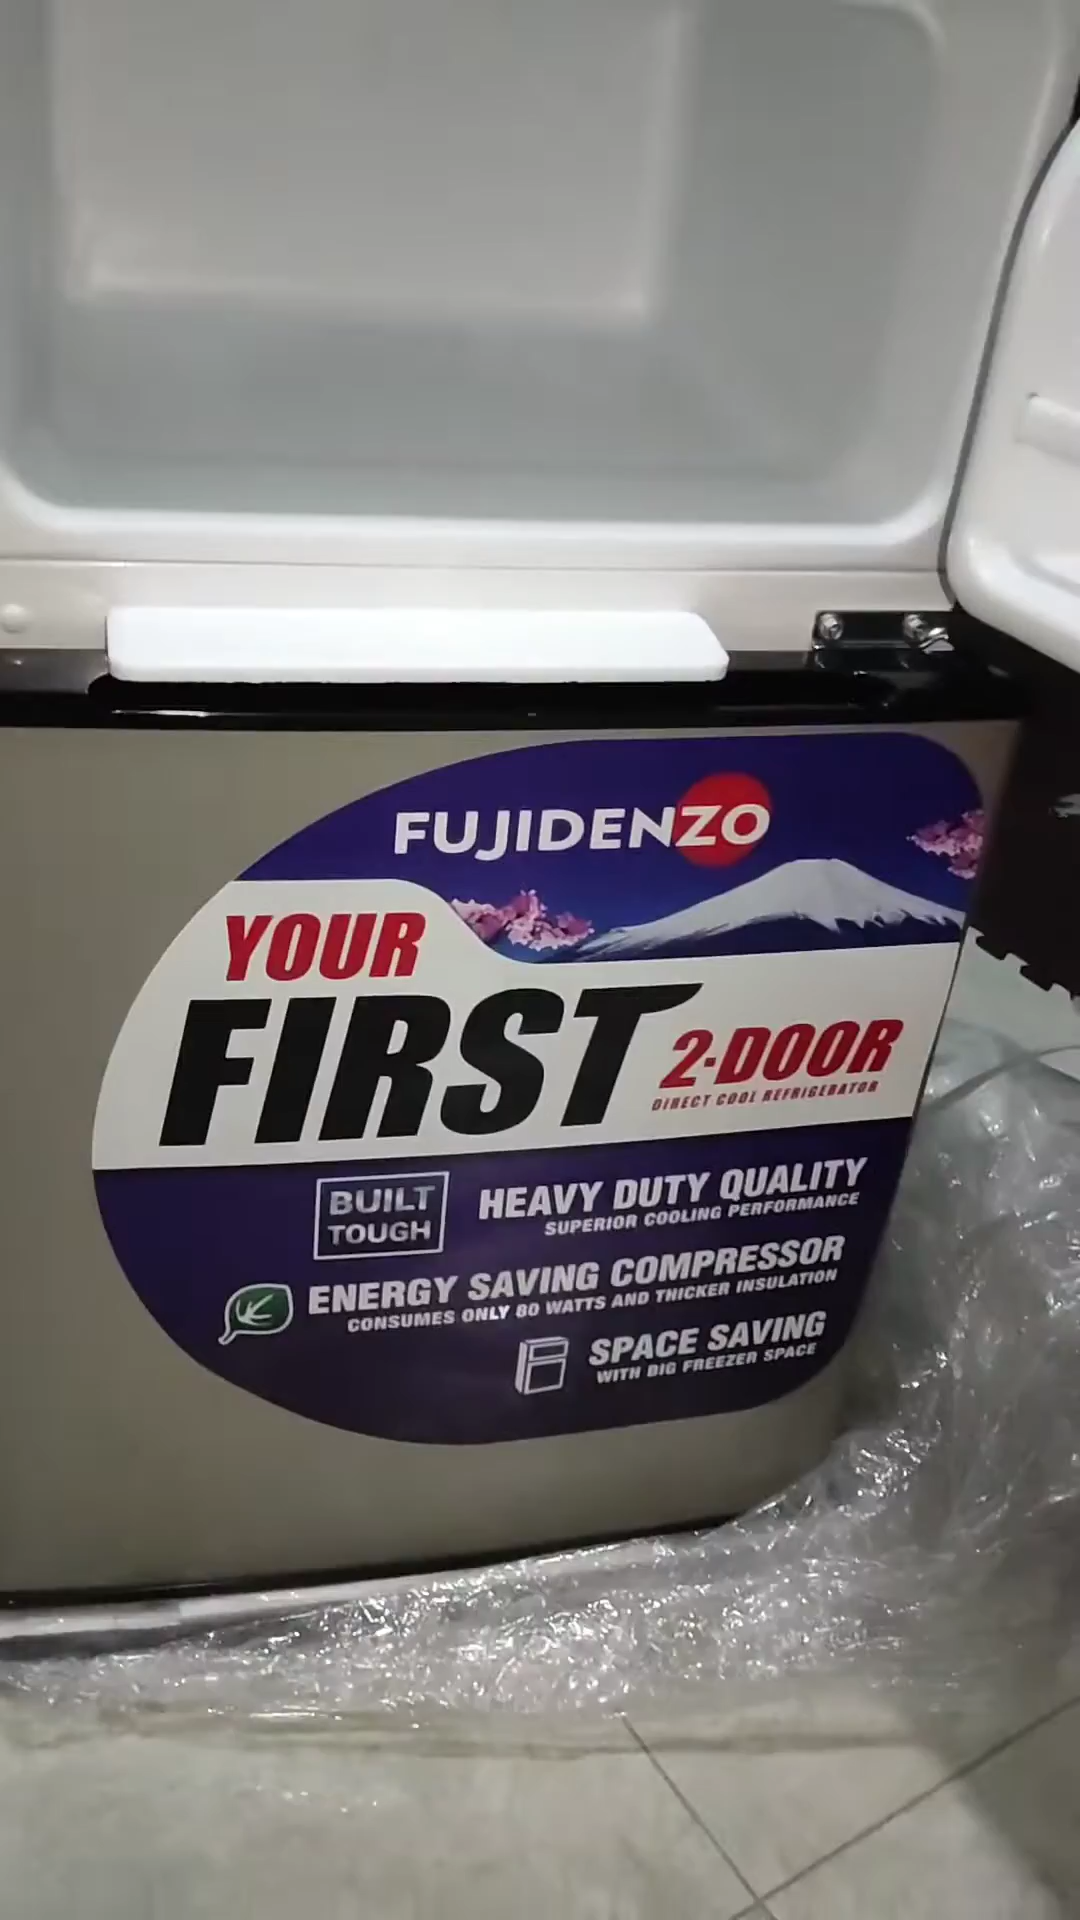 FUJIDENZO
YOUR
FIRST
2-DOOR
DIRECT COOL REFRIGERATOR
BUILT
TOUGH
HEAVY DUTY QUALITY
SUPERIOR COOLING PERFORMANCE
ENERGY SAVING COMPRESSOR
CONSUMES ONLY 80 WATTS AND THICKER INSULATION
SPACE SAVING
WITH BIG FREEZER SPACE